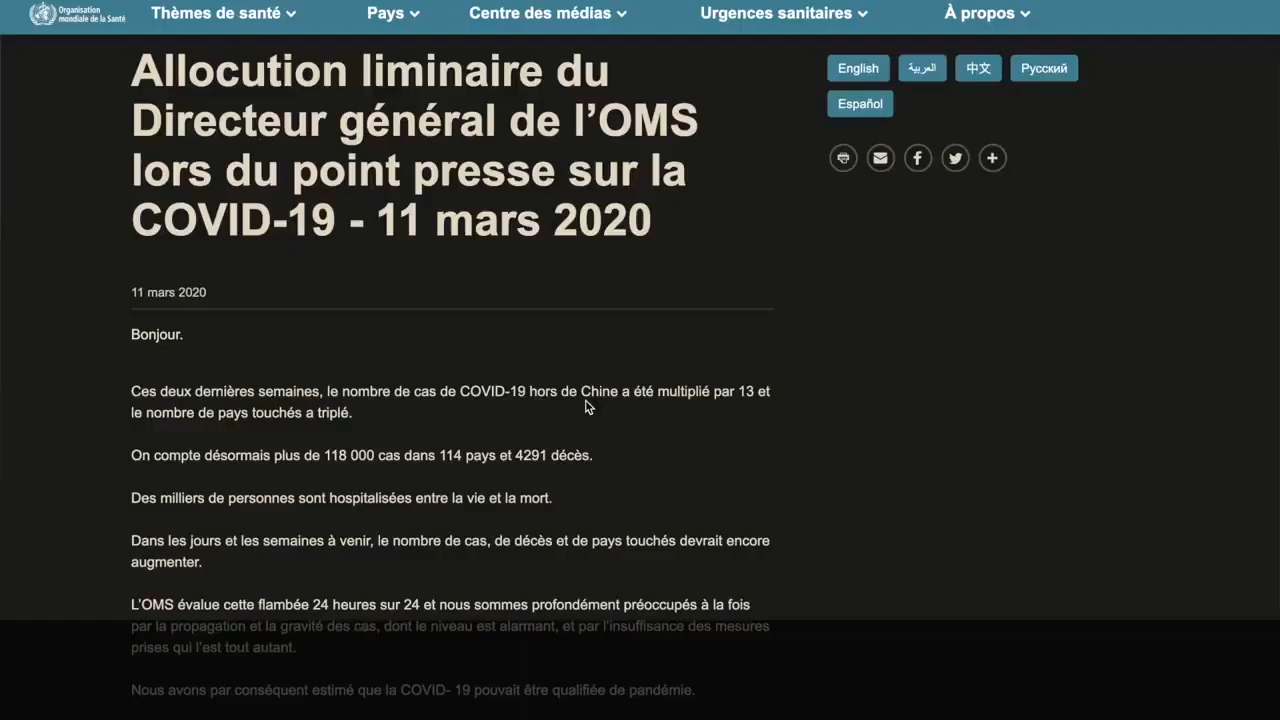 Organisation
mondiale de la Santé
Thèmes de santé
Pays
Centre des médias
Urgences sanitaires
À propos
Allocution liminaire du
Directeur général de l’OMS
lors du point presse sur la
COVID-19 - 11 mars 2020
English
العربية
中文
Русский
Español
11 mars 2020
Bonjour.
Ces deux dernières semaines, le nombre de cas de COVID-19 hors de Chine a été multiplié par 13 et
le nombre de pays touchés a triplé.
On compte désormais plus de 118 000 cas dans 114 pays et 4291 décès.
Des milliers de personnes sont hospitalisées entre la vie et la mort.
Dans les jours et les semaines à venir, le nombre de cas, de décès et de pays touchés devrait encore
augmenter.
L’OMS évalue cette flambée 24 heures sur 24 et nous sommes profondément préoccupés à la fois
par la propagation et la gravité des cas, dont le niveau est alarmant, et par l’insuffisance des mesures
prises qui l’est tout autant.
Nous avons par conséquent estimé que la COVID- 19 pouvait être qualifiée de pandémie.